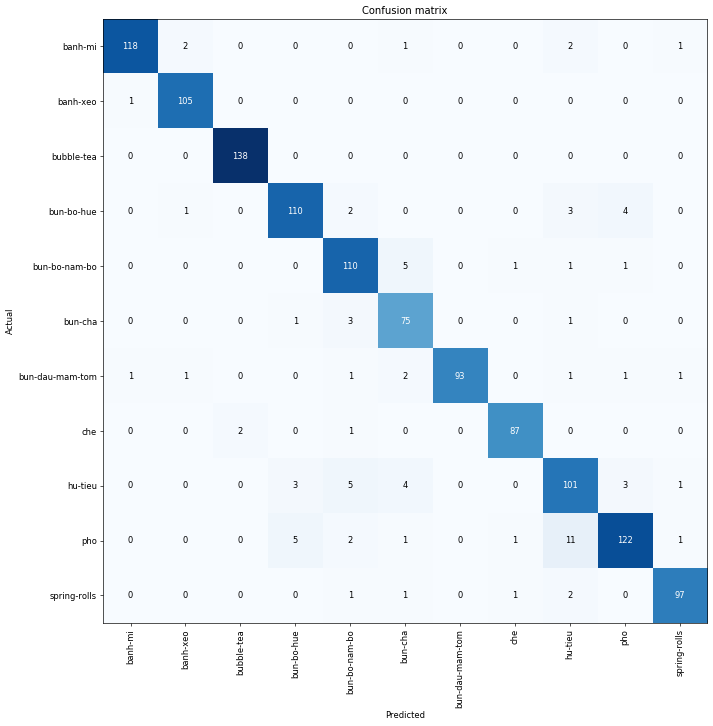 Confusion matrix
banh-mi 118 2 0 0 0 1 0 0 2 0 1
banh-xeo 1 105 0 0 0 0 0 0 0 0 0
bubble-tea 0 0 138 0 0 0 0 0 0 0 0
bun-bo-hue 0 1 0 110 2 0 0 0 3 4 0
bun-bo-nam-bo 0 0 0 0 110 5 0 1 1 1 0
Actual
bun-cha 0 0 0 1 3 75 0 0 1 0 0
bun-dau-mam-tom 1 1 0 0 1 2 93 0 1 1 1
che 0 0 2 0 1 0 0 87 0 0 0
hu-tieu 0 0 0 3 5 4 0 0 101 3 1
pho 0 0 0 5 2 1 0 1 11 122 1
spring-rolls 0 0 0 0 1 1 0 1 2 0 97
banh-mi banh-xeo bubble-tea bun-bo-hue bun-bo-nam-bo bun-cha bun-dau-mam-tom che hu-tieu pho spring-rolls
Predicted